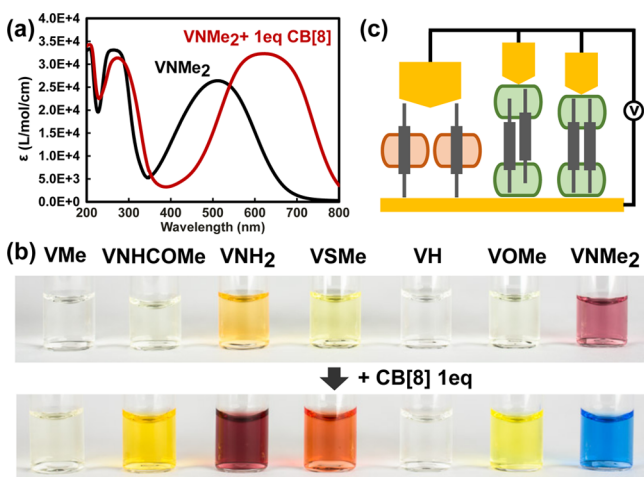 (a)
VNMe₂+ 1eq CB[8]
VNMe₂
ε (L/mol/cm)
4.0E+4
3.5E+4
3.0E+4
2.5E+4
2.0E+4
1.5E+4
1.0E+4
5.0E+3
0.0E+0
200 300 400 500 600 700 800
Wavelength (nm)
(c)
V
(b)
VMe VNHCOMe VNH₂ VSMe VH VOMe VNMe₂
+ CB[8] 1eq